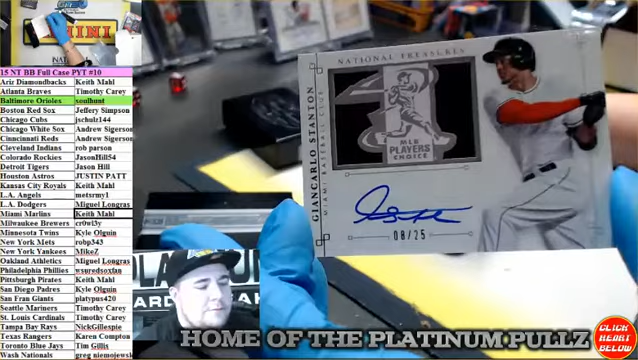 15 NT BB Full Case PYT #10
Ariz Diamondbacks Keith Mahl
Atlanta Braves Timothy Carey
Baltimore Orioles soulhunt
Boston Red Sox Jeffery Simpson
Chicago Cubs jschulz144
Chicago White Sox Andrew Sigerson
Cincinnati Reds Andrew Sigerson
Cleveland Indians rob parson
Colorado Rockies JasonHill54
Detroit Tigers Jason Hill
Houston Astros JUSTIN PATT
Kansas City Royals Keith Mahl
L.A. Angels metsrmy1
L.A. Dodgers Miguel Longras
Miami Marlins Keith Mahl
Milwaukee Brewers cr0wl3y
Minnesota Twins Kyle Olguin
New York Mets robp343
New York Yankees MikeZ
Oakland Athletics Miguel Longras
Philadelphia Phillies wsuredsoxfan
Pittsburgh Pirates Keith Mahl
San Diego Padres Kyle Olguin
San Fran Giants platypus420
Seattle Mariners Timothy Carey
St. Louis Cardinals Timothy Carey
Tampa Bay Rays NickGillespie
Texas Rangers Karen Compton
Toronto Blue Jays Tim Gillis
Wash Nationals greg niemojewsk
NATIONAL TREASURES
GIANCARLO STANTON
MIAMI BASEBALL CLUB
MLB
PLAYERS
CHOICE
08/25
HOME OF THE PLATINUM PULLZ
CLICK
HEART
BELOW